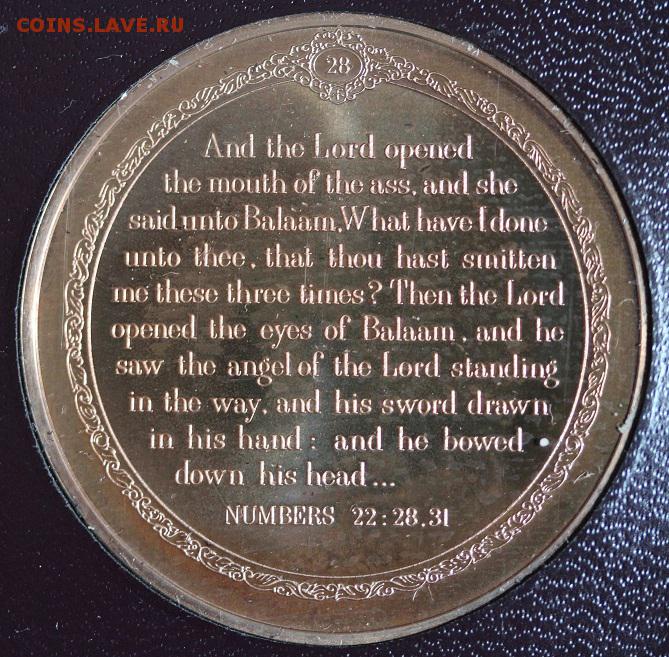 COINS.LAVE.RU
28
And the Lord opened
the mouth of the ass, and she
said unto Balaam, What have I done
unto thee, that thou hast smitten
me these three times? Then the Lord
opened the eyes of Balaam, and he
saw the angel of the Lord standing
in the way, and his sword drawn
in his hand: and he bowed
down his head...
NUMBERS 22:28.31